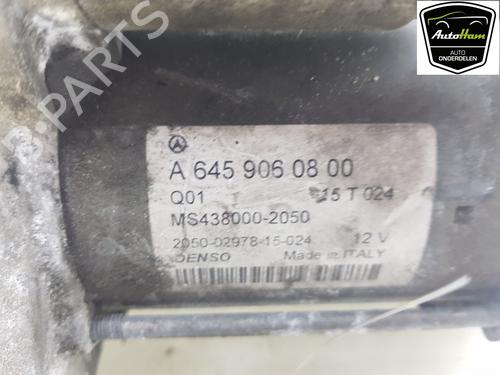 AutoHam
AUTO
ONDERDELEN
B PARTS
A 645 906 08 00
Q01 15 T 024
MS438000-2050
2050-02978-15-024 12 V
DENSO Made in ITALY